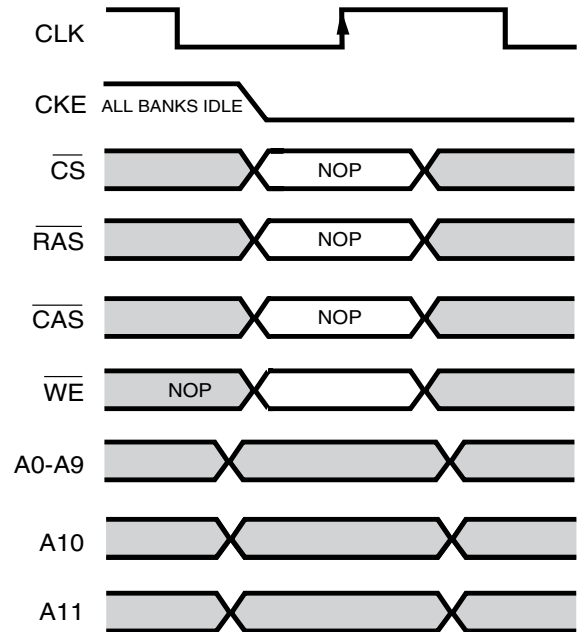 CLK
CKE ALL BANKS IDLE
CS NOP
RAS NOP
CAS NOP
WE NOP
A0-A9
A10
A11